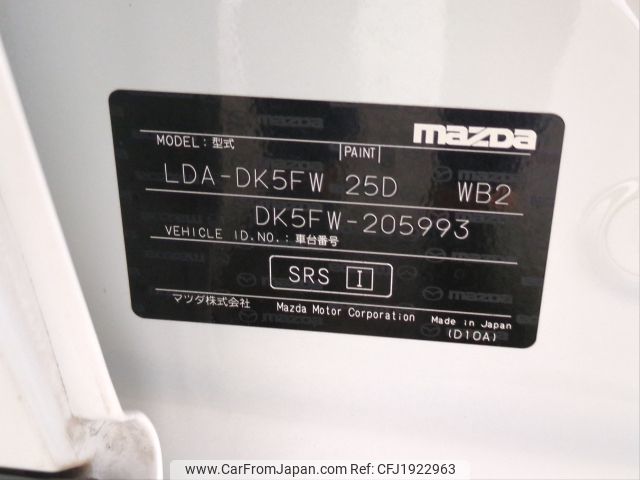 mazda
MODEL:型式 PAINT
LDA-DK5FW 25D WB2
DK5FW-205993
VEHICLE ID.NO.:車台番号
SRS I
マツダ株式会社 Mazda Motor Corporation Made in Japan
(D10A)
www.CarFromJapan.com Ref No: CFJ1922963